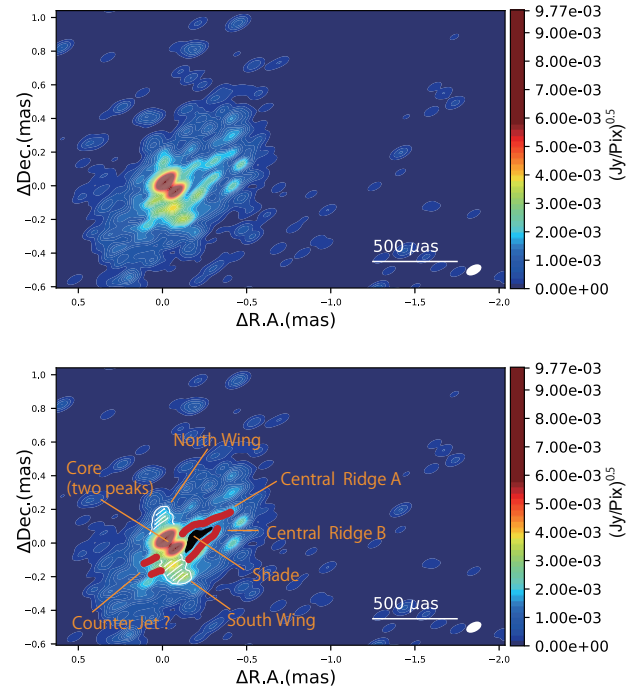 9.77e-03
1.0
9.00e-03
0.8
8.00e-03
0.6
7.00e-03
6.00e-03
0.4
5.00e-03
0.2
4.00e-03
0.0
3.00e-03
−0.2
2.00e-03
500 μas
−0.4
1.00e-03
−0.6
0.00e+00
0.5 0.0 −0.5 −1.0 −1.5 −2.0
ΔR.A.(mas)
ΔDec.(mas)
(Jy/Pix)^0.5
9.77e-03
1.0
9.00e-03
0.8
8.00e-03
North Wing
0.6
7.00e-03
Core
(two peaks)
6.00e-03
0.4
Central Ridge A
5.00e-03
0.2
4.00e-03
Central Ridge B
0.0
3.00e-03
Shade
−0.2
2.00e-03
500 μas
Counter Jet ?
South Wing
−0.4
1.00e-03
−0.6
0.00e+00
0.5 0.0 −0.5 −1.0 −1.5 −2.0
ΔR.A.(mas)
ΔDec.(mas)
(Jy/Pix)^0.5